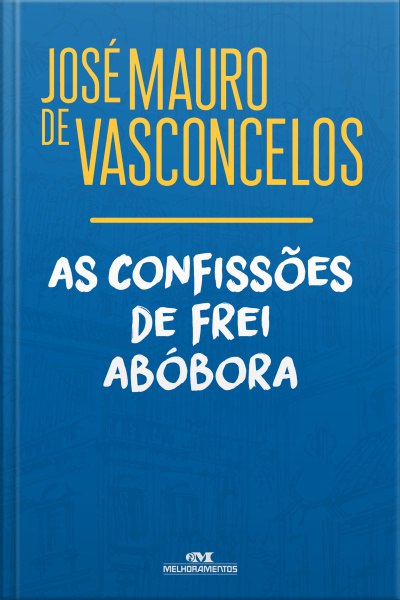 JOSÉ MAURO
DE VASCONCELOS
AS CONFISSÕES
DE FREI
ABÓBORA
MELHORAMENTOS